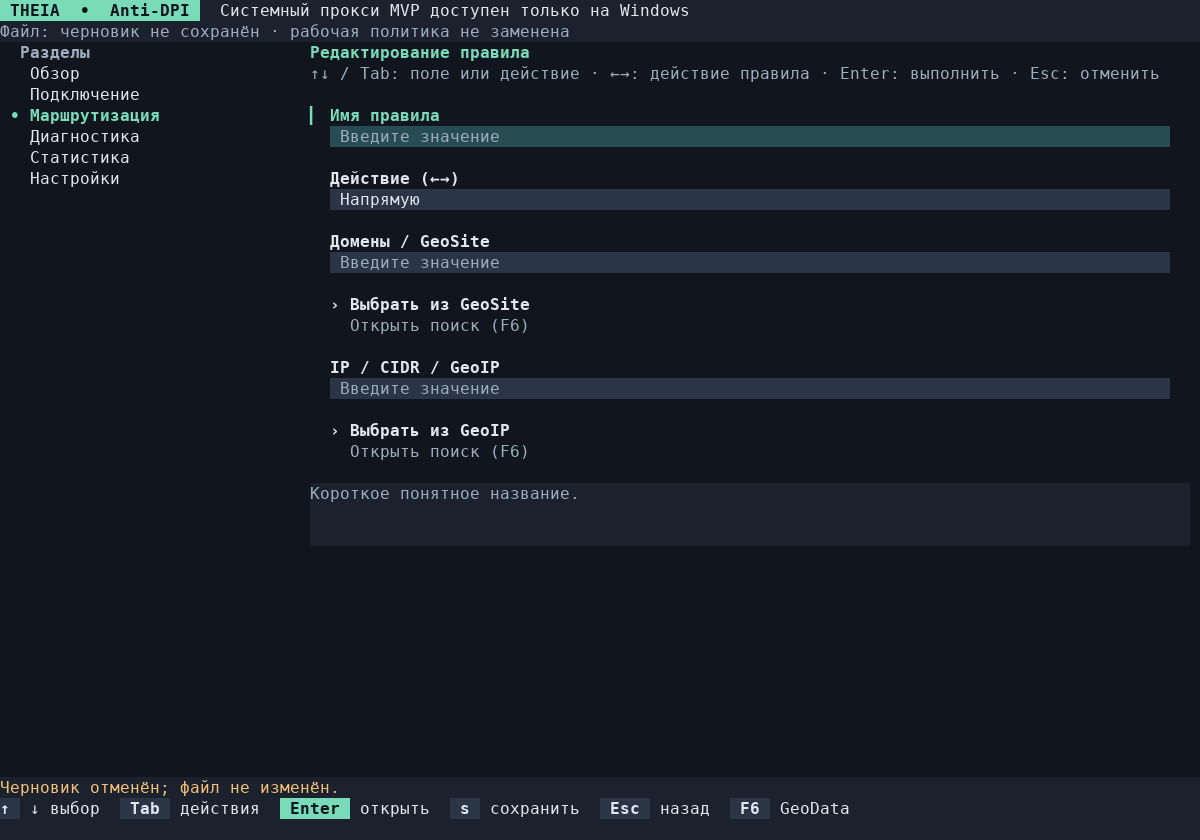 THEIA • Anti-DPI Системный прокси MVP доступен только на Windows
Файл: черновик не сохранён · рабочая политика не заменена
Разделы
Обзор
Подключение
• Маршрутизация
Диагностика
Статистика
Настройки
Редактирование правила
↑↓ / Tab: поле или действие · ←→: действие правила · Enter: выполнить · Esc: отменить
Имя правила
Введите значение
Действие (←→)
Напрямую
Домены / GeoSite
Введите значение
› Выбрать из GeoSite
Открыть поиск (F6)
IP / CIDR / GeoIP
Введите значение
› Выбрать из GeoIP
Открыть поиск (F6)
Короткое понятное название.
Черновик отменён; файл не изменён.
↑ ↓ выбор Tab действия Enter открыть s сохранить Esc назад F6 GeoData